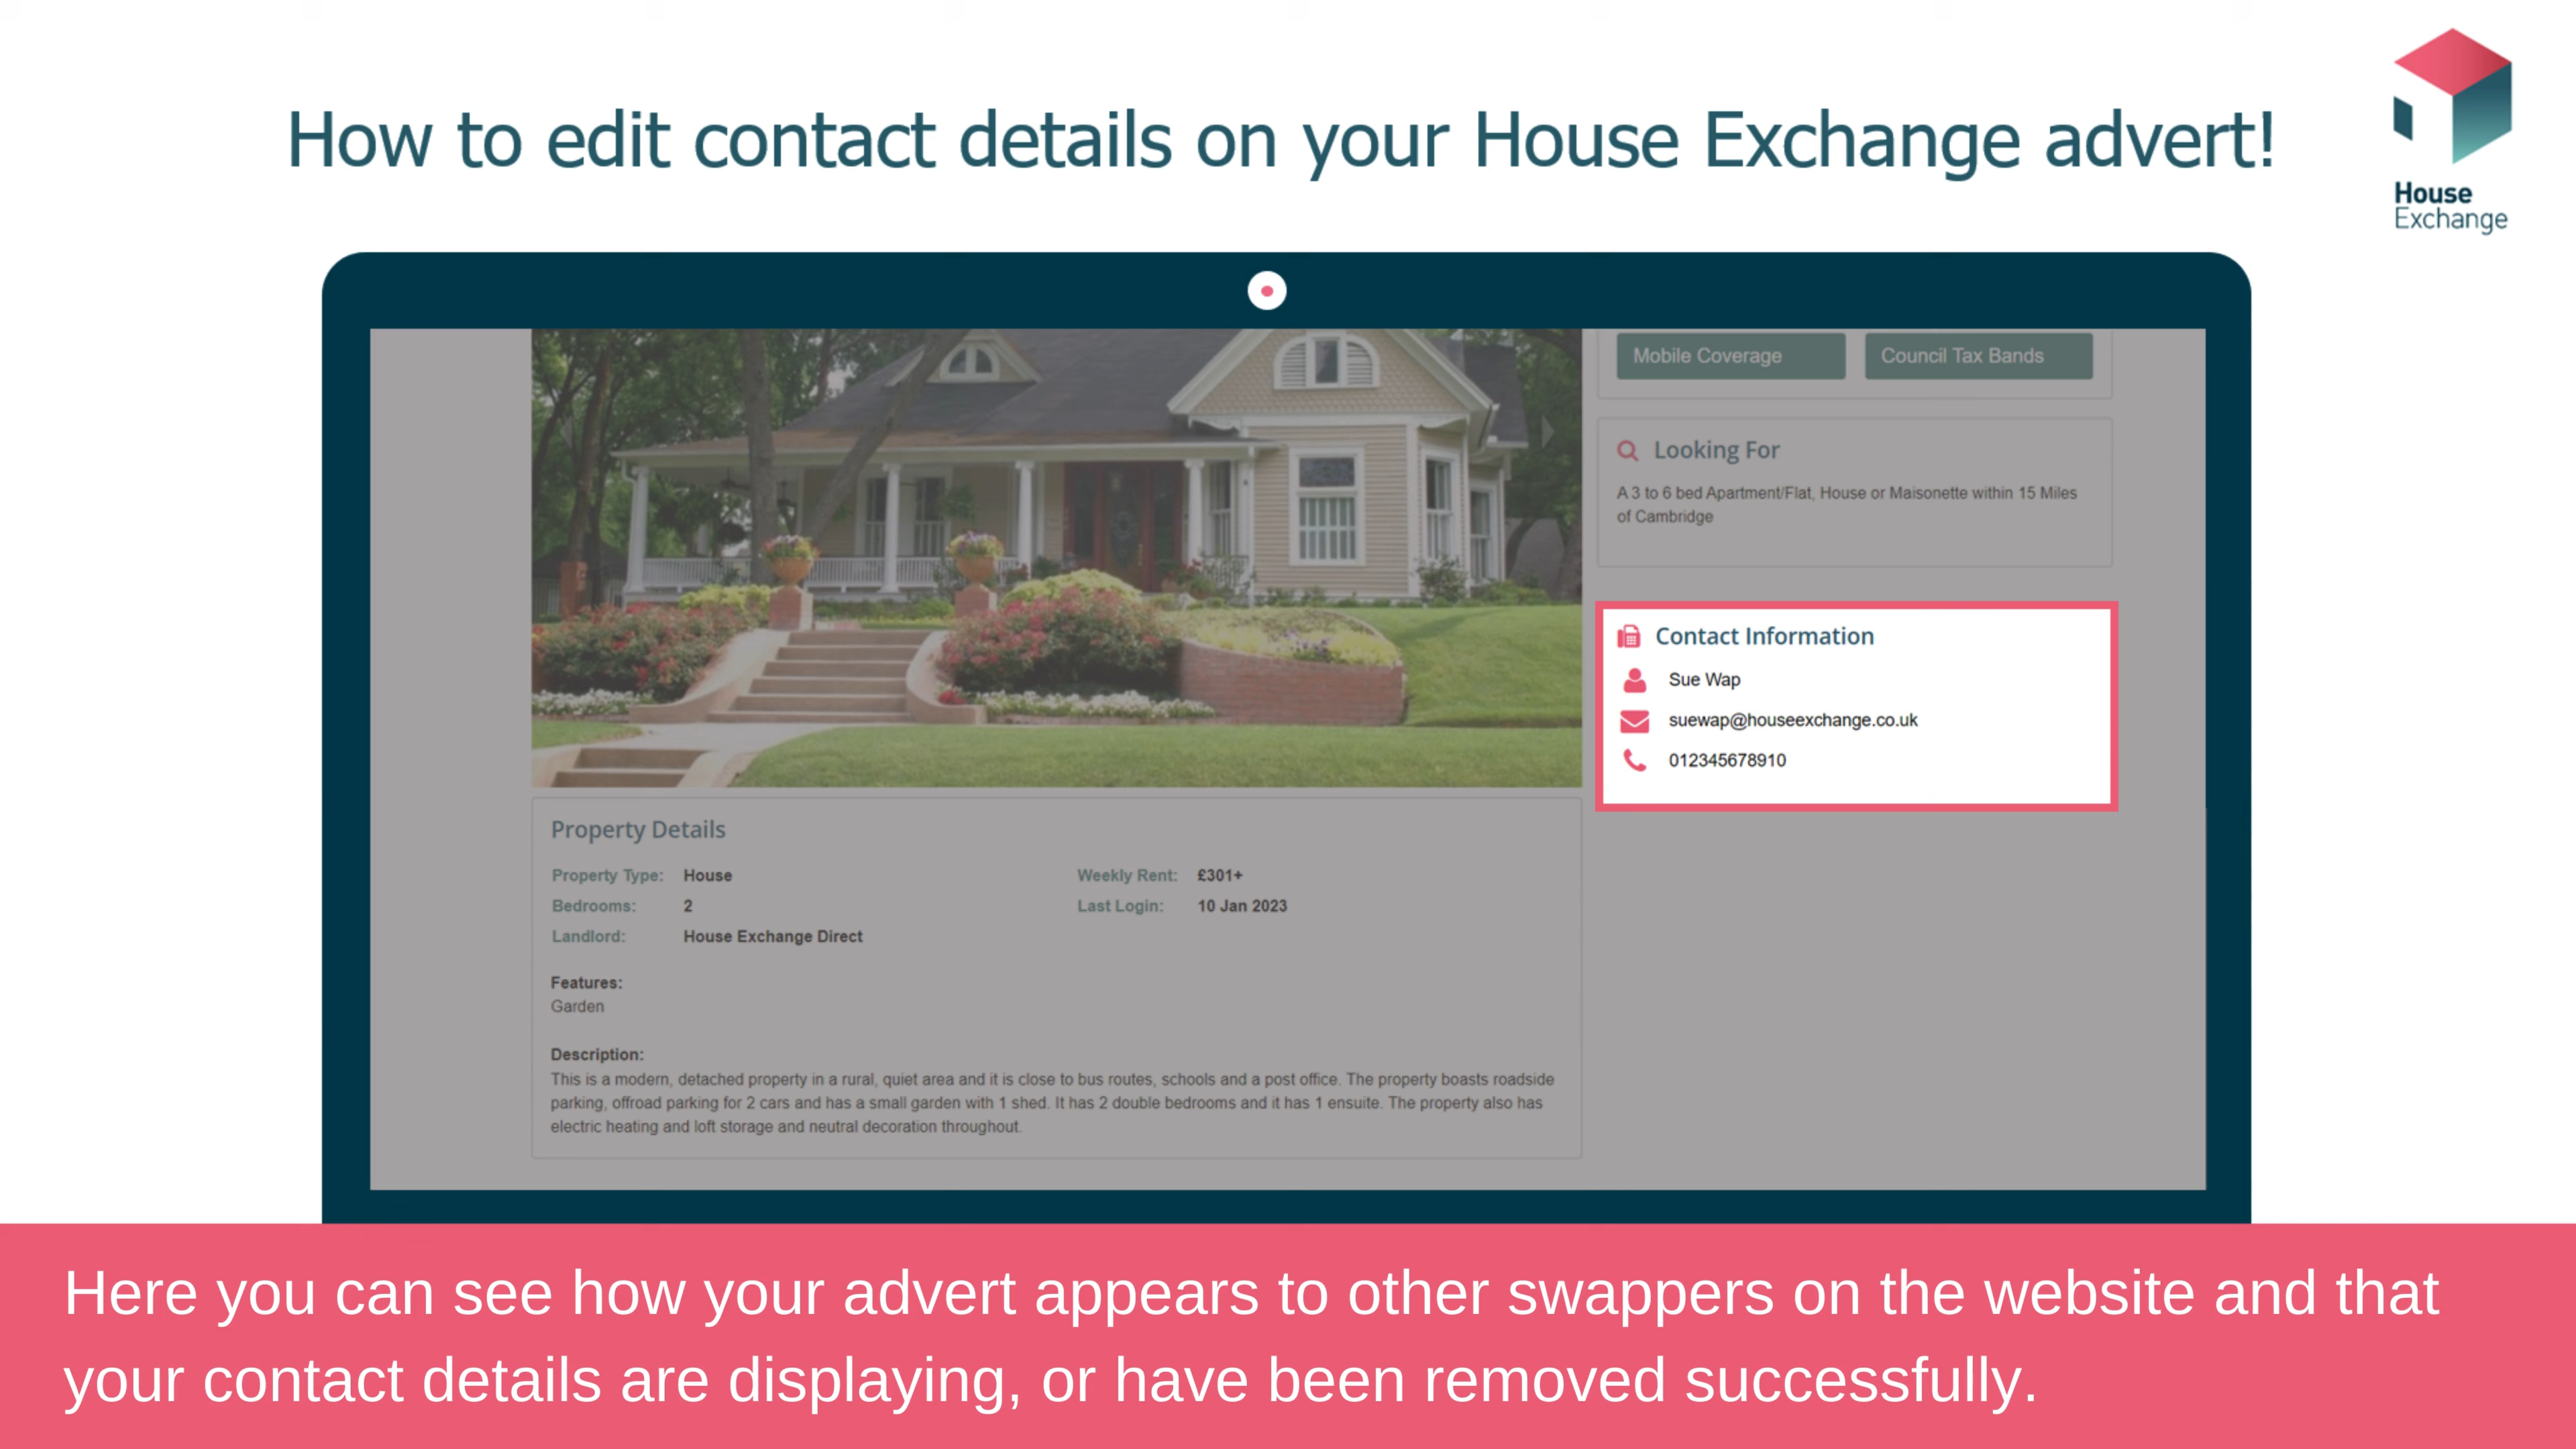 How to edit contact details on your House Exchange advert!
House
Exchange
Mobile Coverage
Council Tax Bands
Looking For
A 3 to 6 bed Apartment/Flat, House or Maisonette within 15 Miles
of Cambridge
Contact Information
Sue Wap
suewap@houseexchange.co.uk
012345678910
Property Details
Property Type: House
Weekly Rent: £301+
Bedrooms: 2
Last Login: 10 Jan 2023
Landlord: House Exchange Direct
Features:
Garden
Description:
This is a modern, detached property in a rural, quiet area and it is close to bus routes, schools and a post office. The property boasts roadside
parking, offroad parking for 2 cars and has a small garden with 1 shed. It has 2 double bedrooms and it has 1 ensuite. The property also has
electric heating and loft storage and neutral decoration throughout.
Here you can see how your advert appears to other swappers on the website and that
your contact details are displaying, or have been removed successfully.